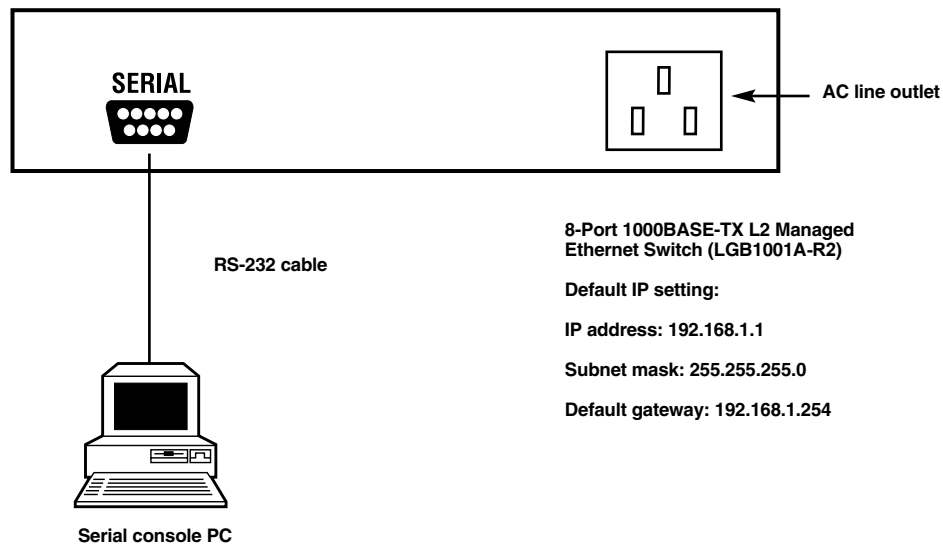 SERIAL
AC line outlet
RS-232 cable
8-Port 1000BASE-TX L2 Managed
Ethernet Switch (LGB1001A-R2)
Default IP setting:
IP address: 192.168.1.1
Subnet mask: 255.255.255.0
Default gateway: 192.168.1.254
Serial console PC